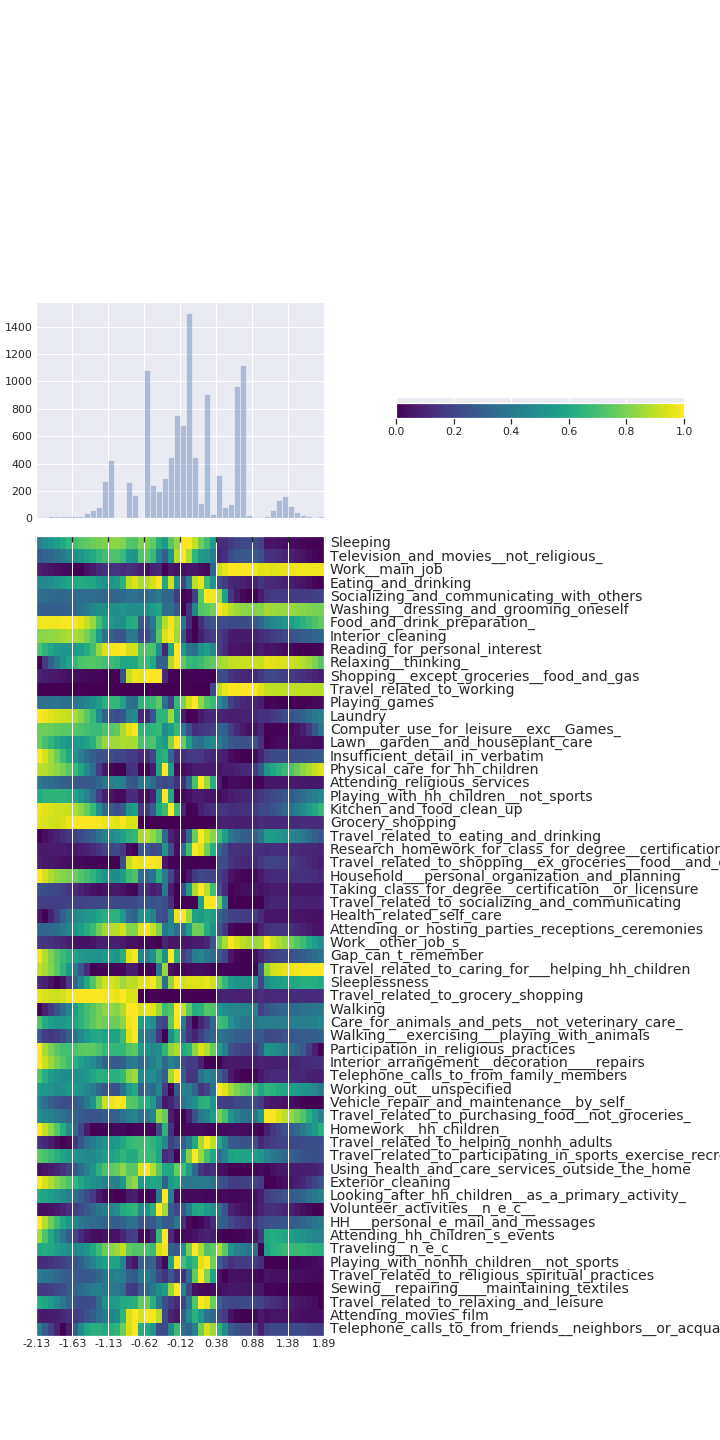 1400
1200
1000
800
600
400
200
0
0.0 0.2 0.4 0.6 0.8 1.0
Sleeping
Television_and_movies__not_religious_
Work__main_job
Eating_and_drinking
Socializing_and_communicating_with_others
Washing__dressing_and_grooming_oneself
Food_and_drink_preparation_
Interior_cleaning
Reading_for_personal_interest
Relaxing__thinking_
Shopping__except_groceries__food_and_gas
Travel_related_to_working
Playing_games
Laundry
Computer_use_for_leisure__exc__Games_
Lawn__garden__and_houseplant_care
Insufficient_detail_in_verbatim
Physical_care_for_hh_children
Attending_religious_services
Playing_with_hh_children__not_sports
Kitchen_and_food_clean_up
Grocery_shopping
Travel_related_to_eating_and_drinking
Research_homework_for_class_for_degree__certification
Travel_related_to_shopping__ex_groceries__food__and_
Household___personal_organization_and_planning
Taking_class_for_degree__certification__or_licensure
Travel_related_to_socializing_and_communicating
Health_related_self_care
Attending_or_hosting_parties_receptions_ceremonies
Work__other_job_s_
Gap_can_t_remember
Travel_related_to_caring_for___helping_hh_children
Sleeplessness
Travel_related_to_grocery_shopping
Walking
Care_for_animals_and_pets__not_veterinary_care_
Walking___exercising___playing_with_animals
Participation_in_religious_practices
Interior_arrangement__decoration____repairs
Telephone_calls_to_from_family_members
Working_out__unspecified
Vehicle_repair_and_maintenance__by_self_
Travel_related_to_purchasing_food__not_groceries_
Homework__hh_children_
Travel_related_to_helping_nonhh_adults
Travel_related_to_participating_in_sports_exercise_recr
Using_health_and_care_services_outside_the_home
Exterior_cleaning
Looking_after_hh_children__as_a_primary_activity_
Volunteer_activities__n_e_c__
HH___personal_e_mail_and_messages
Attending_hh_children_s_events
Traveling__n_e_c_
Playing_with_nonhh_children__not_sports
Travel_related_to_religious_spiritual_practices
Sewing__repairing____maintaining_textiles
Travel_related_to_relaxing_and_leisure
Attending_movies_film
Telephone_calls_to_from_friends__neighbors__or_acqua
-2.13 -1.63 -1.13 -0.62 -0.12 0.38 0.88 1.38 1.89